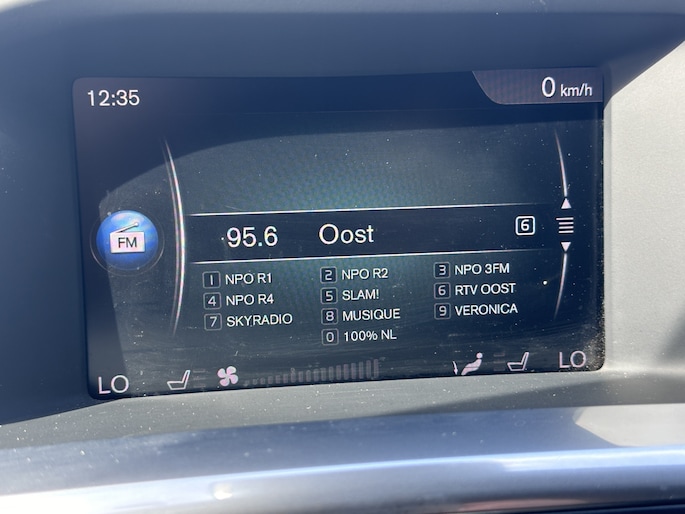 12:35 0 km/h
FM 95.6 Oost 6
1 NPO R1 2 NPO R2 3 NPO 3FM
4 NPO R4 5 SLAM! 6 RTV OOST
7 SKYRADIO 8 MUSIQUE 9 VERONICA
0 100% NL
LO LO